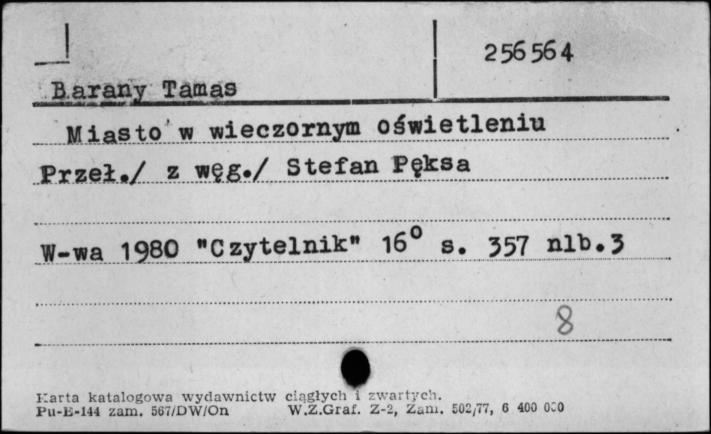 256564
Barany Tamas
Miasto w wieczornym oświetleniu
Przeł./ z węg./ Stefan Pęksa
W-wa 1980 "Czytelnik" 16° s. 357 nlb.3
8
Karta katalogowa wydawnictw ciągłych i zwartych.
Pu-E-144 zam. 567/DW/On W.Z.Graf. Z-2, Zam. 502/77, 6 400 000